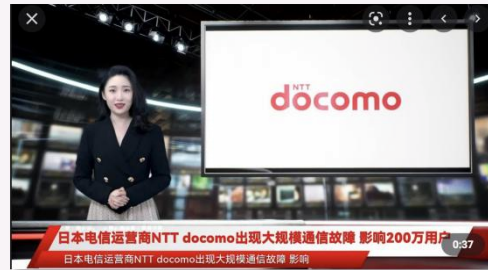 NTT
docomo
日本电信运营商NTT docomo出现大规模通信故障 影响200万用户
0:37
日本电信运营商NTT docomo出现大规模通信故障 影响